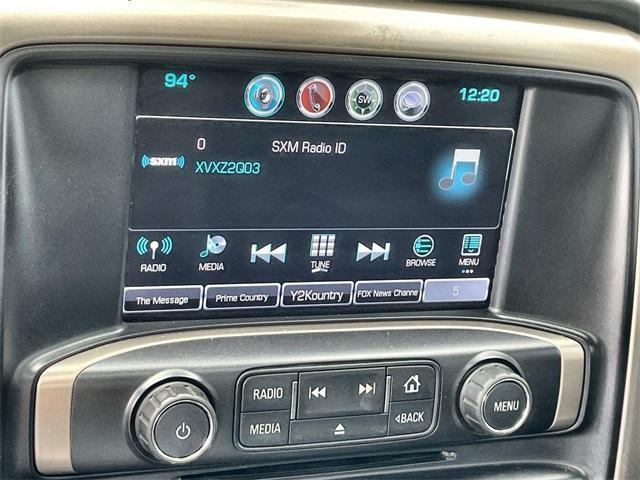 94°
SW
12:20
0
SXM Radio ID
((sxm))
XVXZ2Q03
RADIO
MEDIA
TUNE
BROWSE
MENU
The Message
Prime Country
Y2Kountry
FOX News Channe
5
RADIO
MEDIA
BACK
MENU